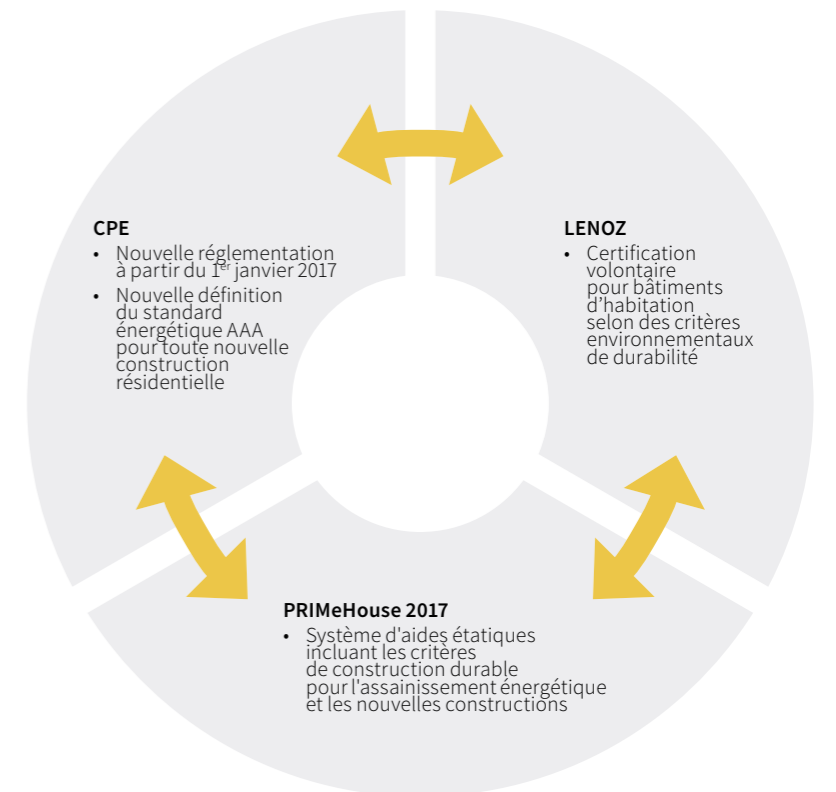 CPE
• Nouvelle réglementation
à partir du 1er janvier 2017
• Nouvelle définition
du standard
énergétique AAA
pour toute nouvelle
construction
résidentielle
LENOZ
• Certification
volontaire
pour bâtiments
d’habitation
selon des critères
environnementaux
de durabilité
PRIMeHouse 2017
• Système d'aides étatiques
incluant les critères
de construction durable
pour l'assainissement énergétique
et les nouvelles constructions